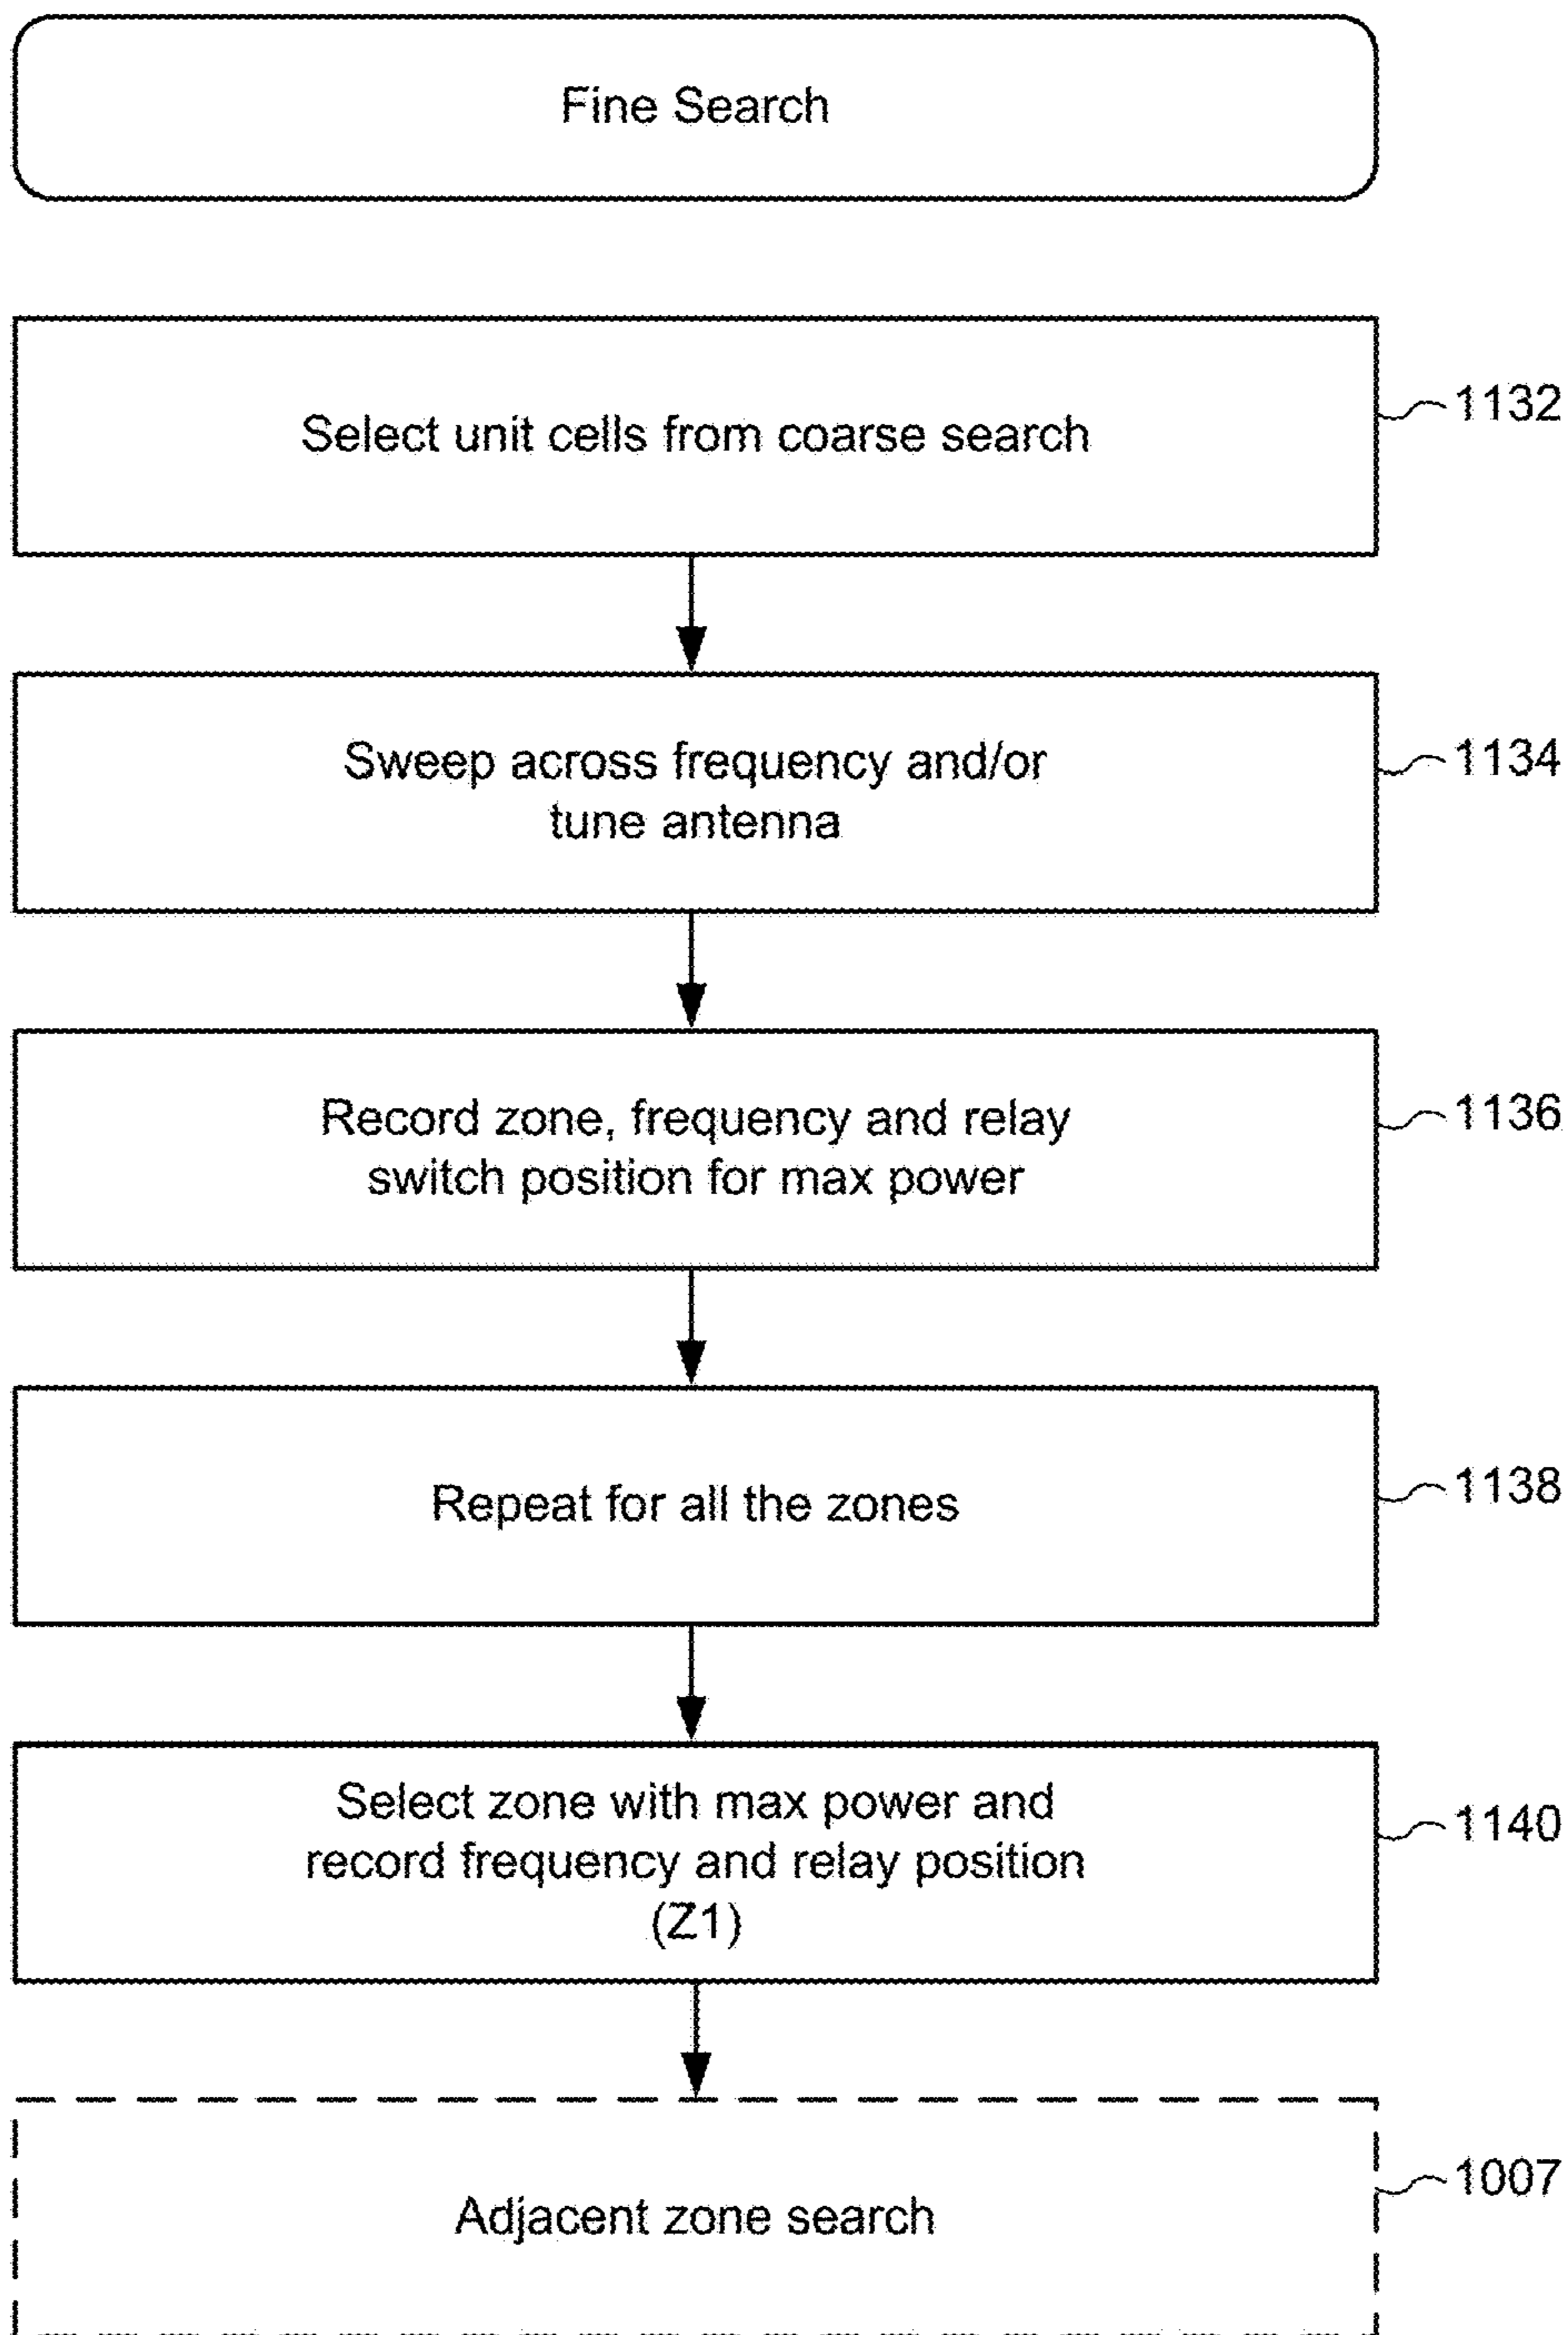 Fine Search
Select unit cells from coarse search
1132
Sweep across frequency and/or
tune antenna
1134
Record zone, frequency and relay
switch position for max power
1136
Repeat for all the zones
1138
Select zone with max power and
record frequency and relay position
(Z1)
1140
Adjacent zone search
1007